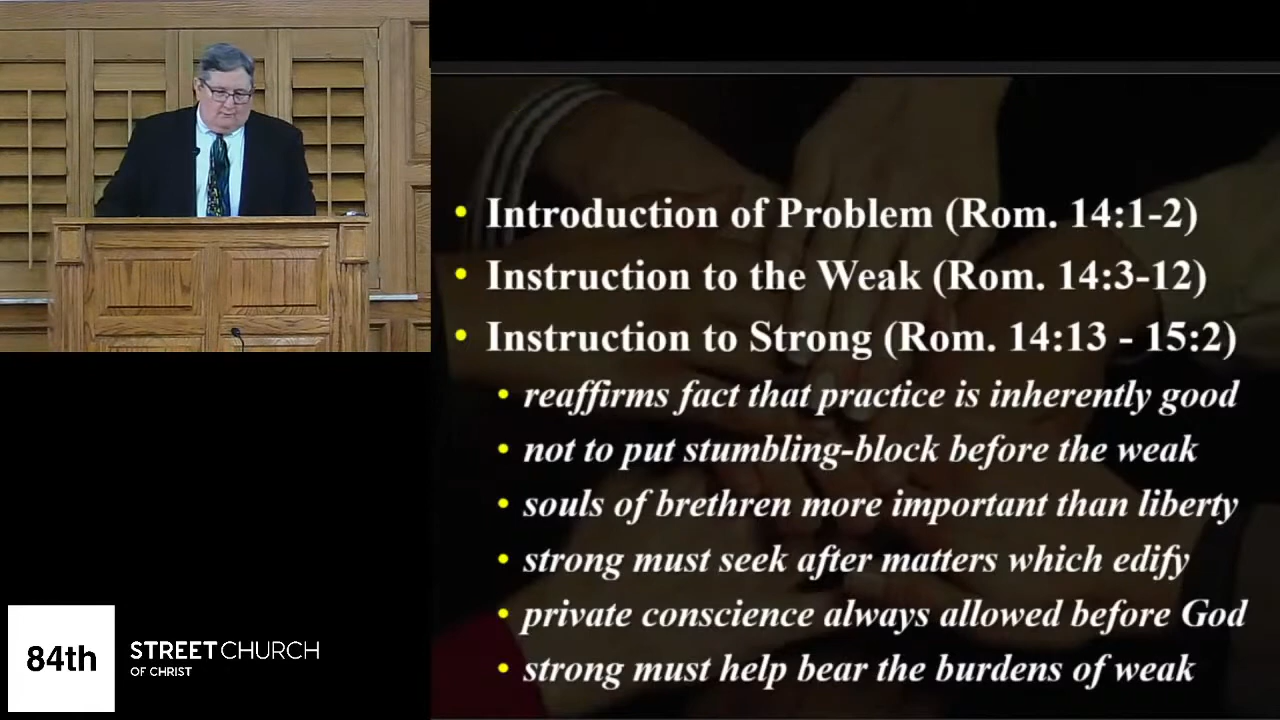 Introduction of Problem (Rom. 14:1-2)
Instruction to the Weak (Rom. 14:3-12)
Instruction to Strong (Rom. 14:13 - 15:2)
reaffirms fact that practice is inherently good
not to put stumbling-block before the weak
souls of brethren more important than liberty
strong must seek after matters which edify
private conscience always allowed before God
strong must help bear the burdens of weak
84th
STREET CHURCH
OF CHRIST